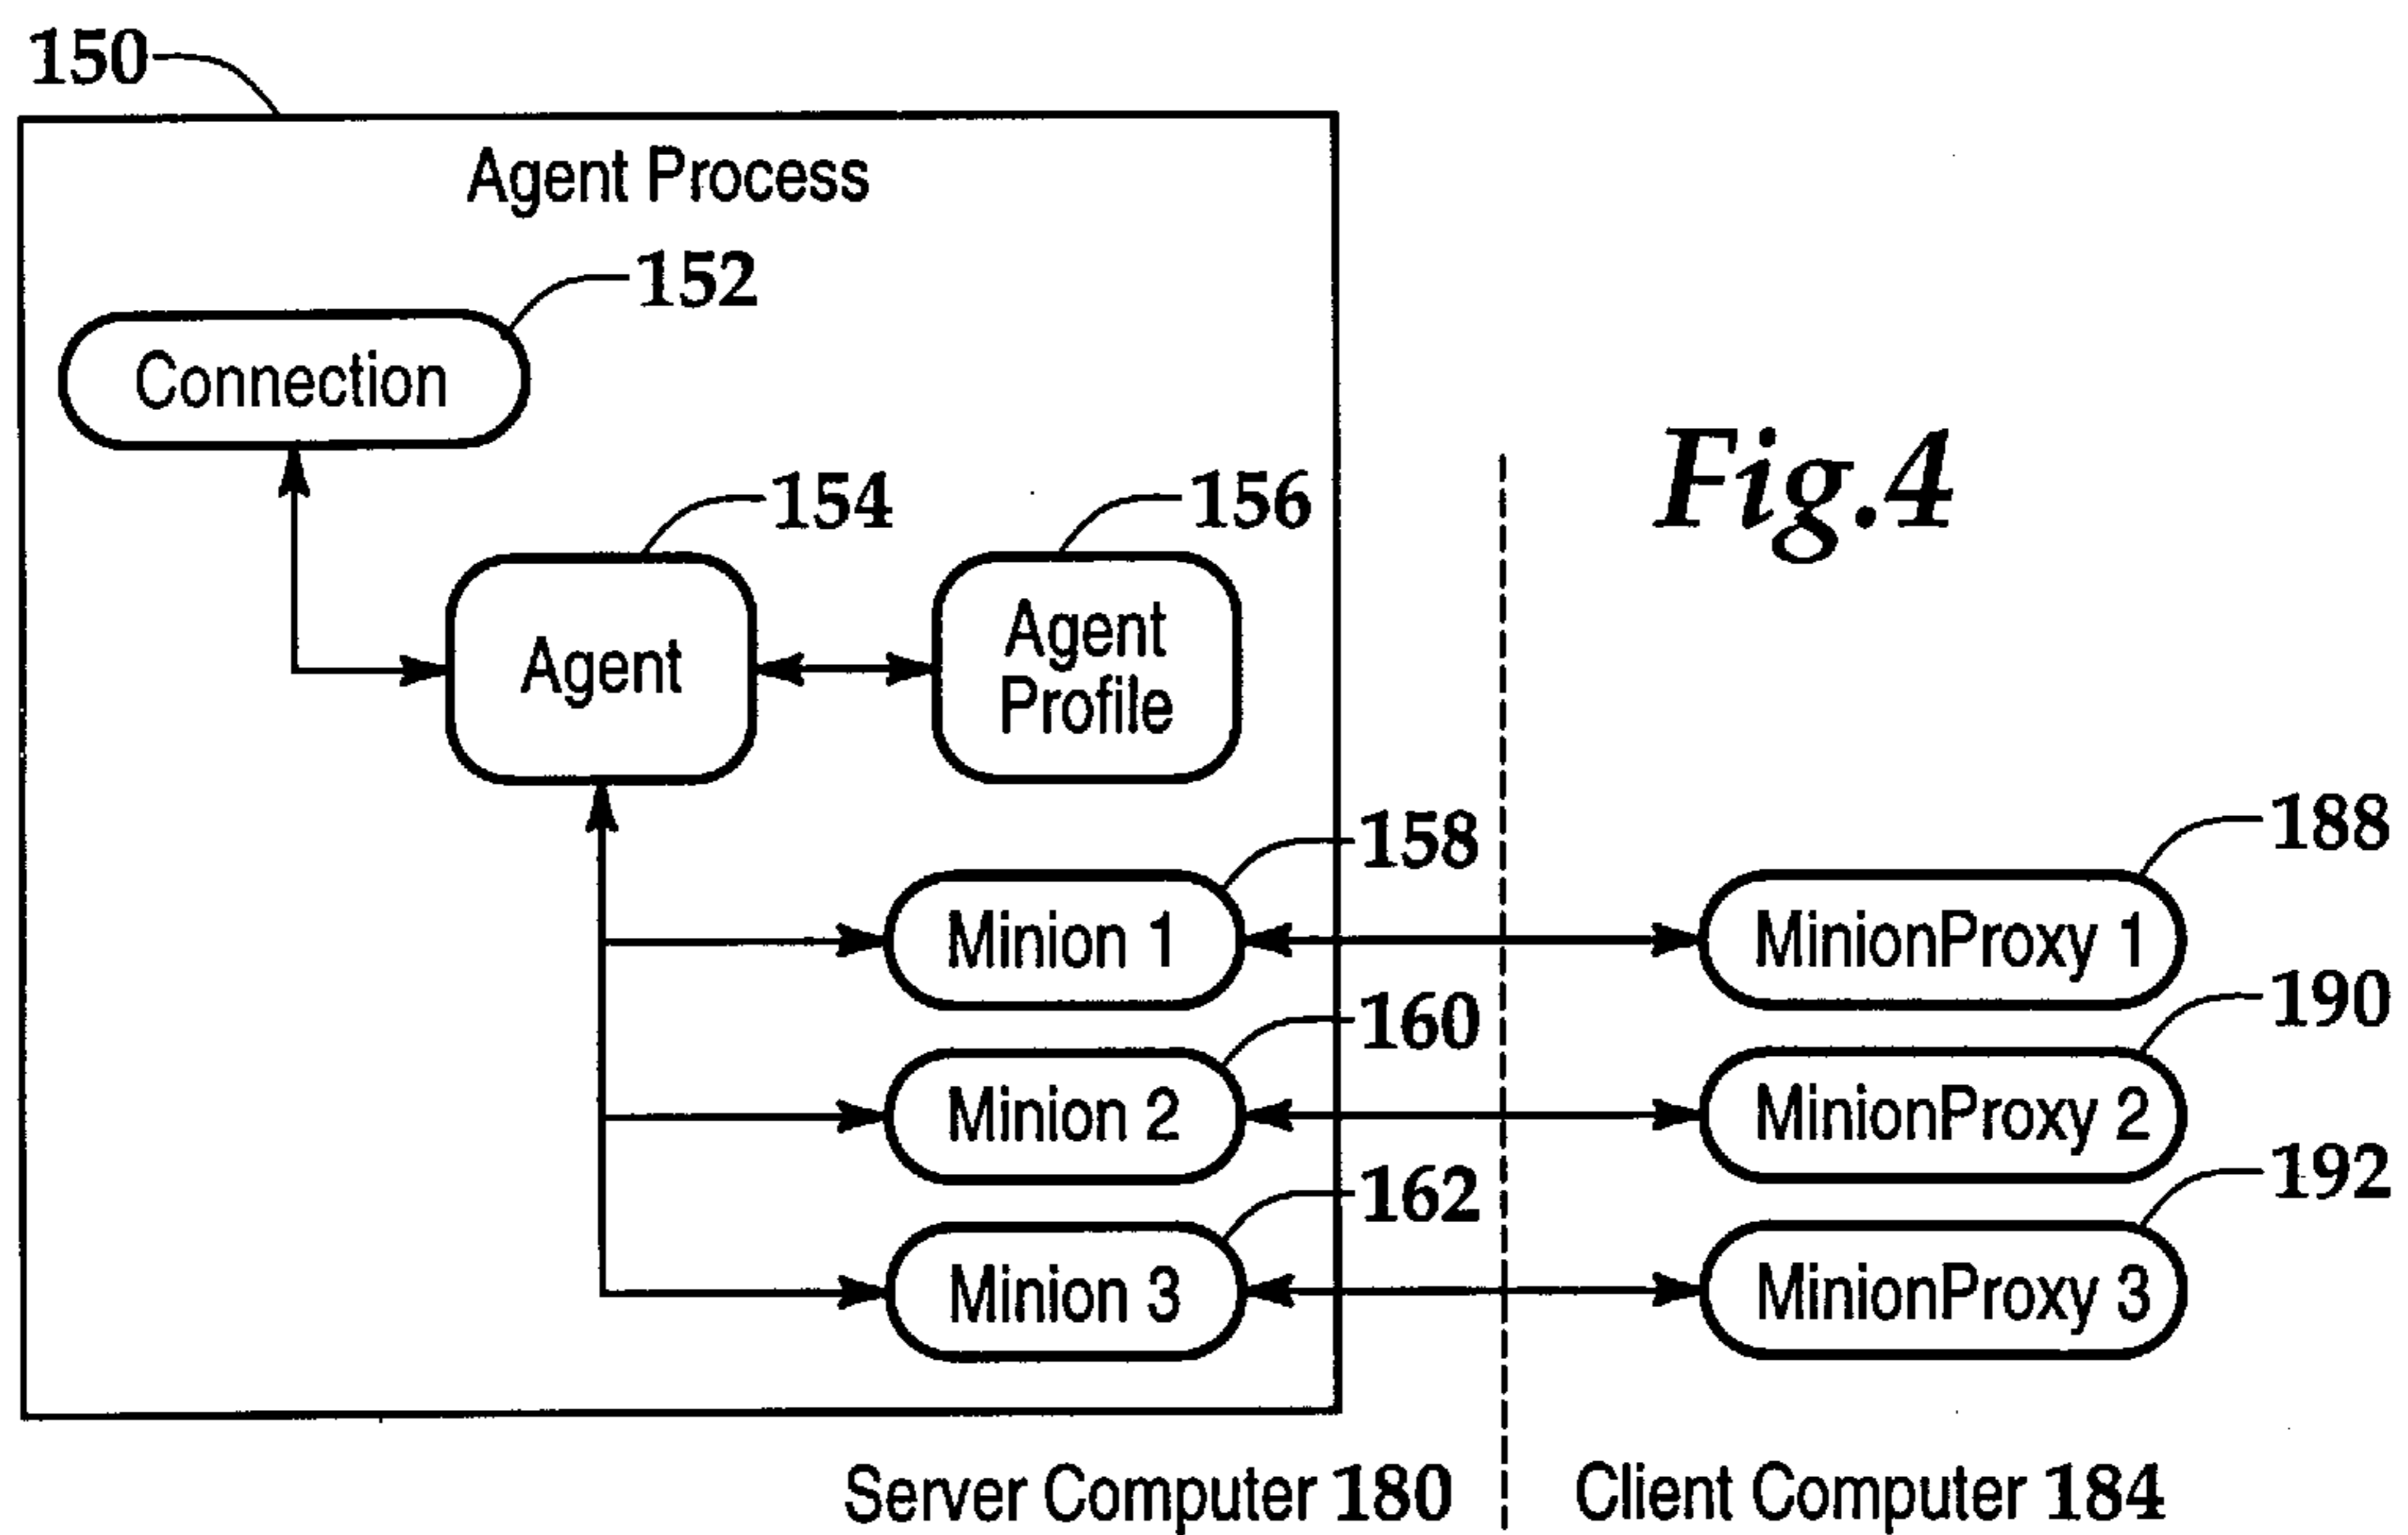 150
Agent Process
152
Connection
154
156
Fig.4
Agent
Agent
Profile
158
188
Minion 1
MinionProxy 1
160
190
Minion 2
MinionProxy 2
162
192
Minion 3
MinionProxy 3
Server Computer 180
Client Computer 184